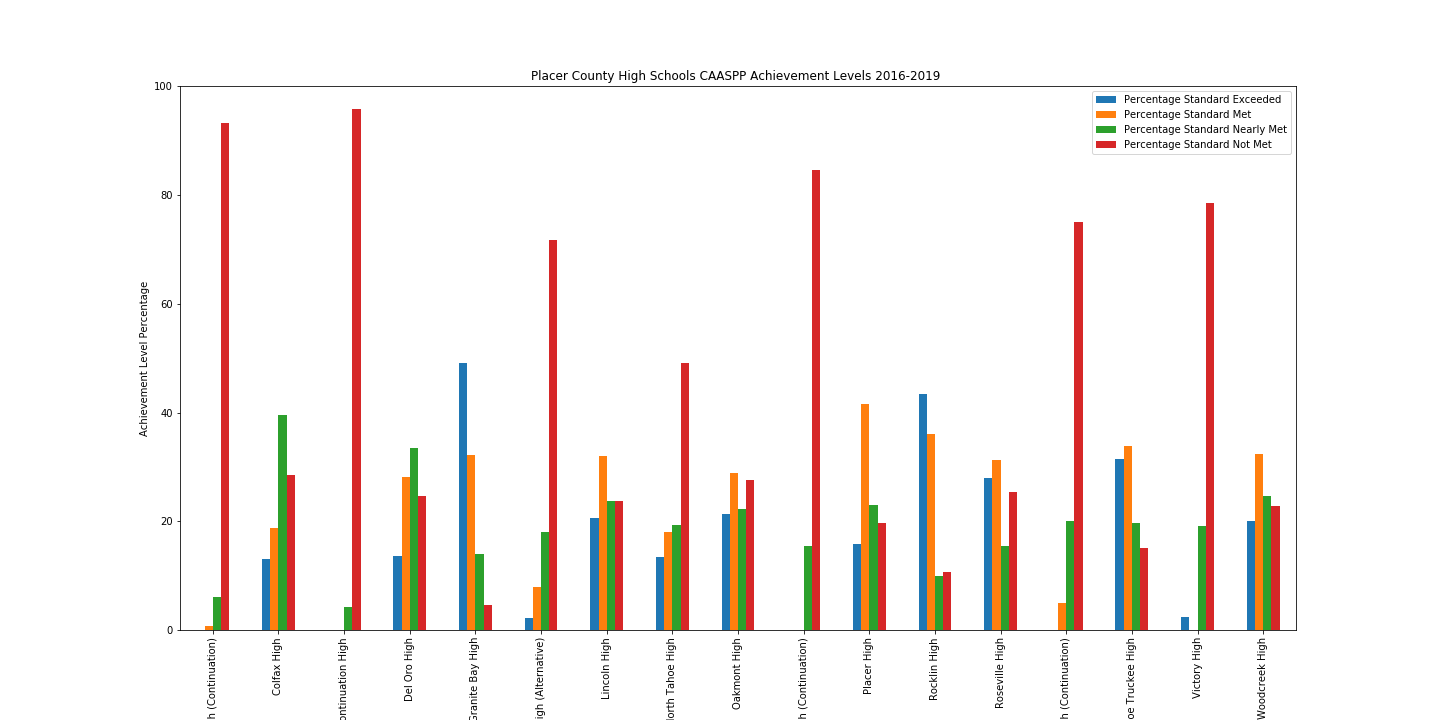 Placer County High Schools CAASPP Achievement Levels 2016-2019
Percentage Standard Exceeded
Percentage Standard Met
Percentage Standard Nearly Met
Percentage Standard Not Met
Achievement Level Percentage
100
80
60
40
20
0
(Continuation)
Colfax High
High
Del Oro High
Granite Bay High
(Alternative)
Lincoln High
Tahoe High
Oakmont High
(Continuation)
Placer High
Rocklin High
Roseville High
(Continuation)
Truckee High
Victory High
Woodcreek High